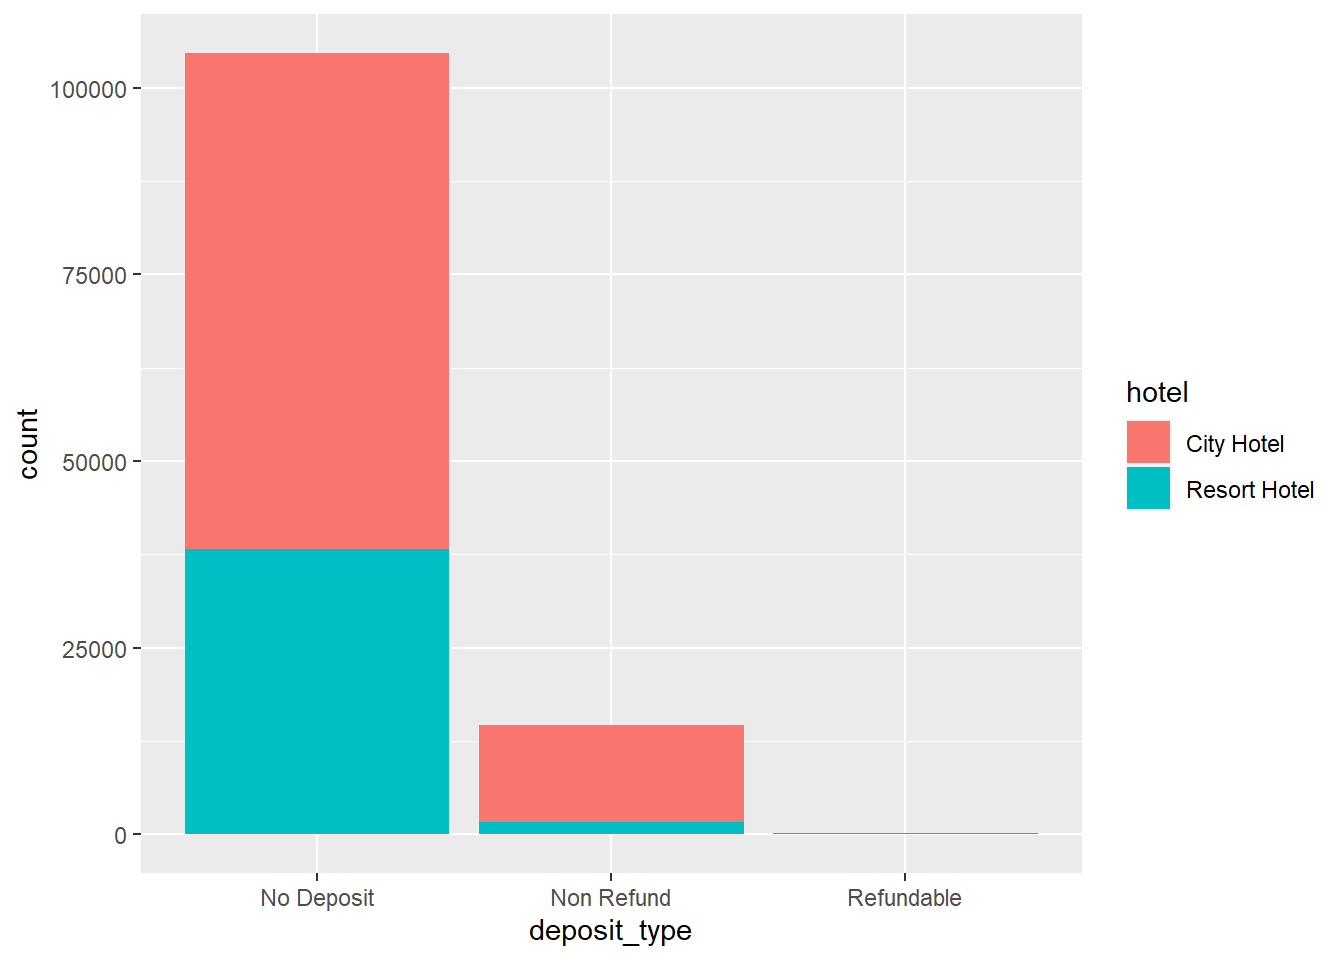 100000
75000
50000
25000
0
count
No Deposit
Non Refund
Refundable
deposit_type
hotel
City Hotel
Resort Hotel